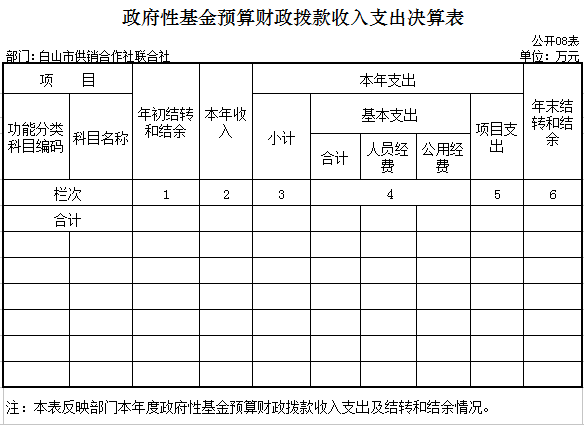 政府性基金预算财政拨款收入支出决算表
公开08表
部门：白山市供销合作社联合社 单位：万元
项 目 年初结转和结余 本年收入 本年支出 年末结转和结余
功能分类科目编码 科目名称 小计 基本支出 项目支出
合计 人员经费 公用经费
栏次 1 2 3 4 5 6
合计
注：本表反映部门本年度政府性基金预算财政拨款收入支出及结转和结余情况。